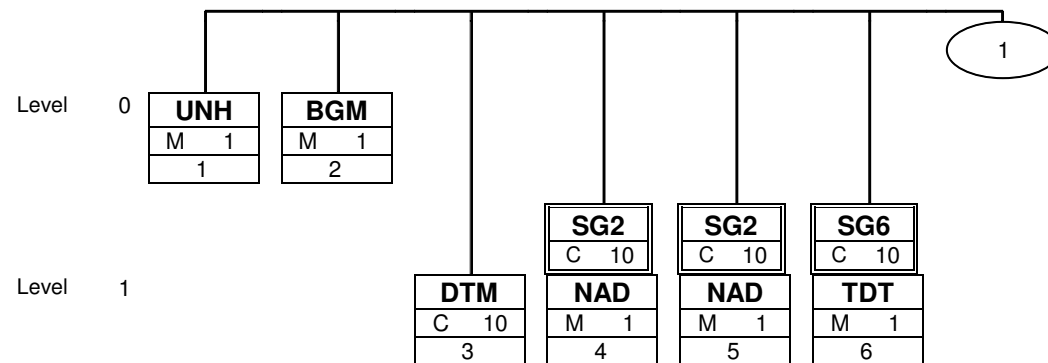 1
Level 0 UNH BGM
M 1 M 1
1 2
SG2 SG2 SG6
C 10 C 10 C 10
Level 1 DTM NAD NAD TDT
C 10 M 1 M 1 M 1
3 4 5 6